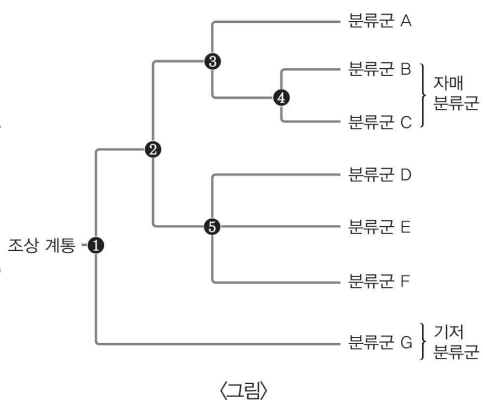 분류군 A
분류군 B
자매
분류군
분류군 C
분류군 D
분류군 E
분류군 F
조상 계통
분류군 G
기저
분류군
❶
❷
❸
❹
❺
〈그림〉